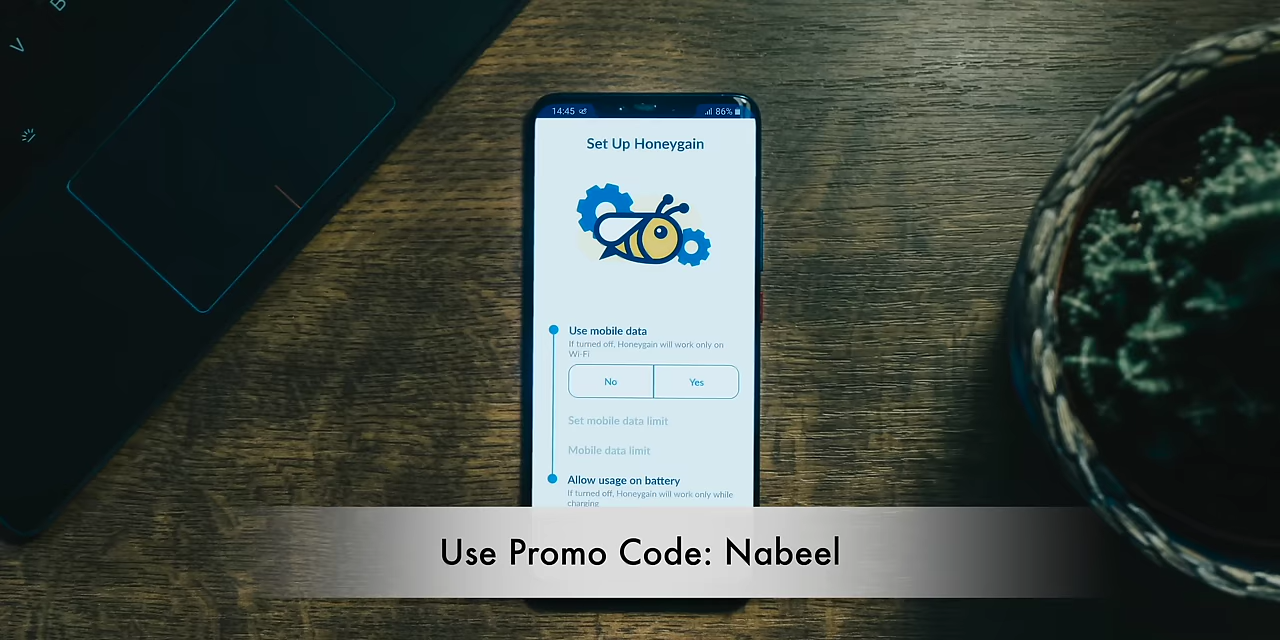 V
B
14:45
86%
Set Up Honeygain
Use mobile data
If turned off, Honeygain will work only on
Wi-Fi
No
Yes
Set mobile data limit
Mobile data limit
Allow usage on battery
If turned off, Honeygain will work only while
charging
Use Promo Code: Nabeel